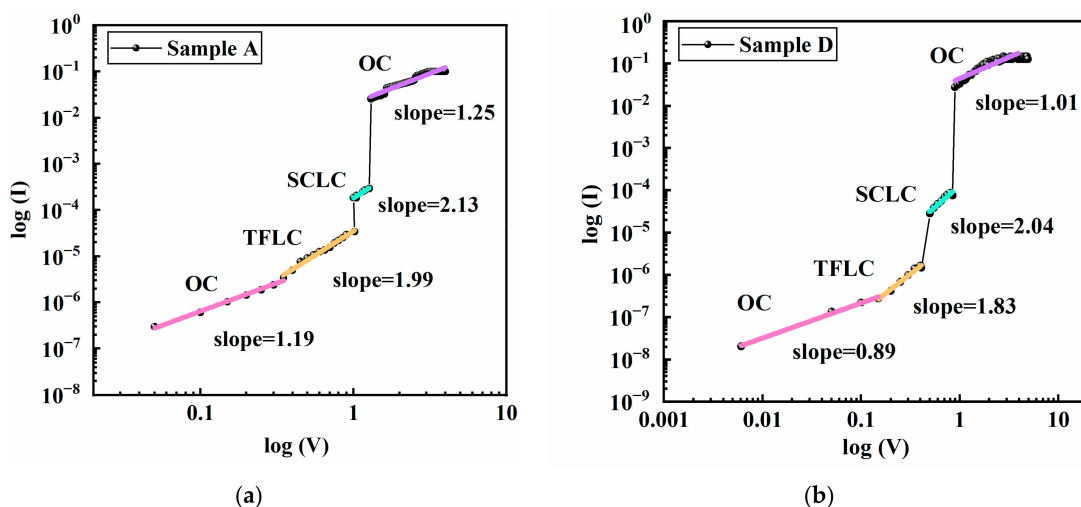 Sample A
log (I)
10⁰
10⁻¹
10⁻²
10⁻³
10⁻⁴
10⁻⁵
10⁻⁶
10⁻⁷
10⁻⁸
OC
slope=1.25
SCLC
slope=2.13
TFLC
slope=1.99
OC
slope=1.19
0.1 1 10
log (V)
(a)
Sample D
log (I)
10⁰
10⁻¹
10⁻²
10⁻³
10⁻⁴
10⁻⁵
10⁻⁶
10⁻⁷
10⁻⁸
10⁻⁹
OC
slope=1.01
SCLC
slope=2.04
TFLC
slope=1.83
OC
slope=0.89
0.001 0.01 0.1 1 10
log (V)
(b)